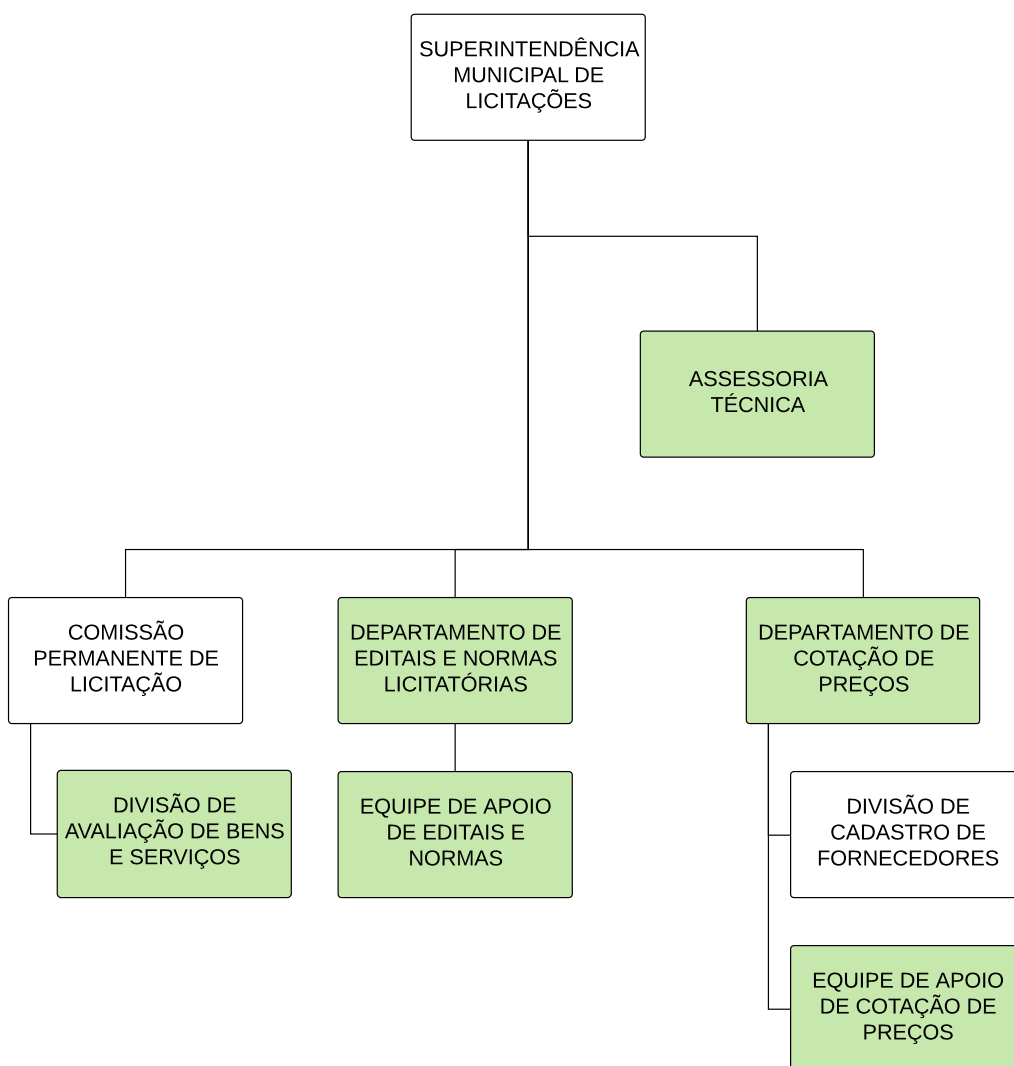 SUPERINTENDÊNCIA
MUNICIPAL DE
LICITAÇÕES
ASSESSORIA
TÉCNICA
COMISSÃO
PERMANENTE DE
LICITAÇÃO
DEPARTAMENTO DE
EDITAIS E NORMAS
LICITATÓRIAS
DEPARTAMENTO DE
COTAÇÃO DE
PREÇOS
DIVISÃO DE
AVALIAÇÃO DE BENS
E SERVIÇOS
EQUIPE DE APOIO
DE EDITAIS E
NORMAS
DIVISÃO DE
CADASTRO DE
FORNECEDORES
EQUIPE DE APOIO
DE COTAÇÃO DE
PREÇOS